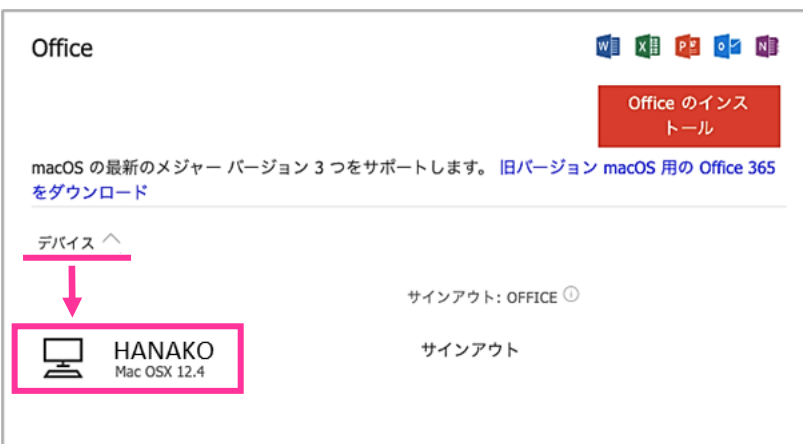 Office
Office のインス
トール
macOS の最新のメジャー バージョン 3 つをサポートします。 旧バージョン macOS 用の Office 365
をダウンロード
デバイス
サインアウト: OFFICE
HANAKO
サインアウト
Mac OSX 12.4